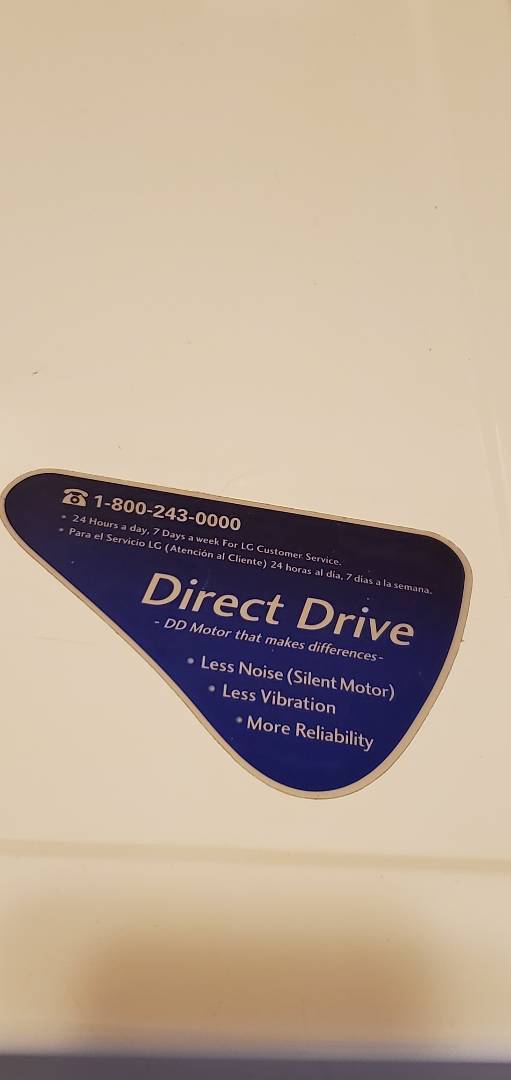 ☎ 1-800-243-0000
• 24 Hours a day, 7 Days a week For LG Customer Service.
• Para el Servicio LG (Atención al Cliente) 24 horas al día, 7 días a la semana.
Direct Drive
- DD Motor that makes differences-
• Less Noise (Silent Motor)
• Less Vibration
• More Reliability